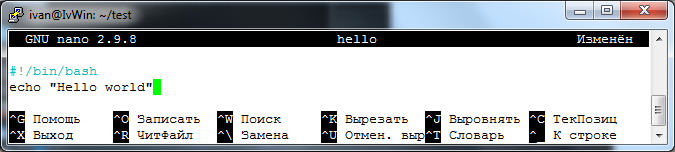 ivan@IvWin: ~/test
GNU nano 2.9.8 hello Изменён
#!/bin/bash
echo "Hello world"
^G Помощь ^O Записать ^W Поиск ^K Вырезать ^J Выровнять ^C ТекПозиц
^X Выход ^R ЧитФайл ^\ Замена ^U Отмен. выр^T Словарь ^_ К строке